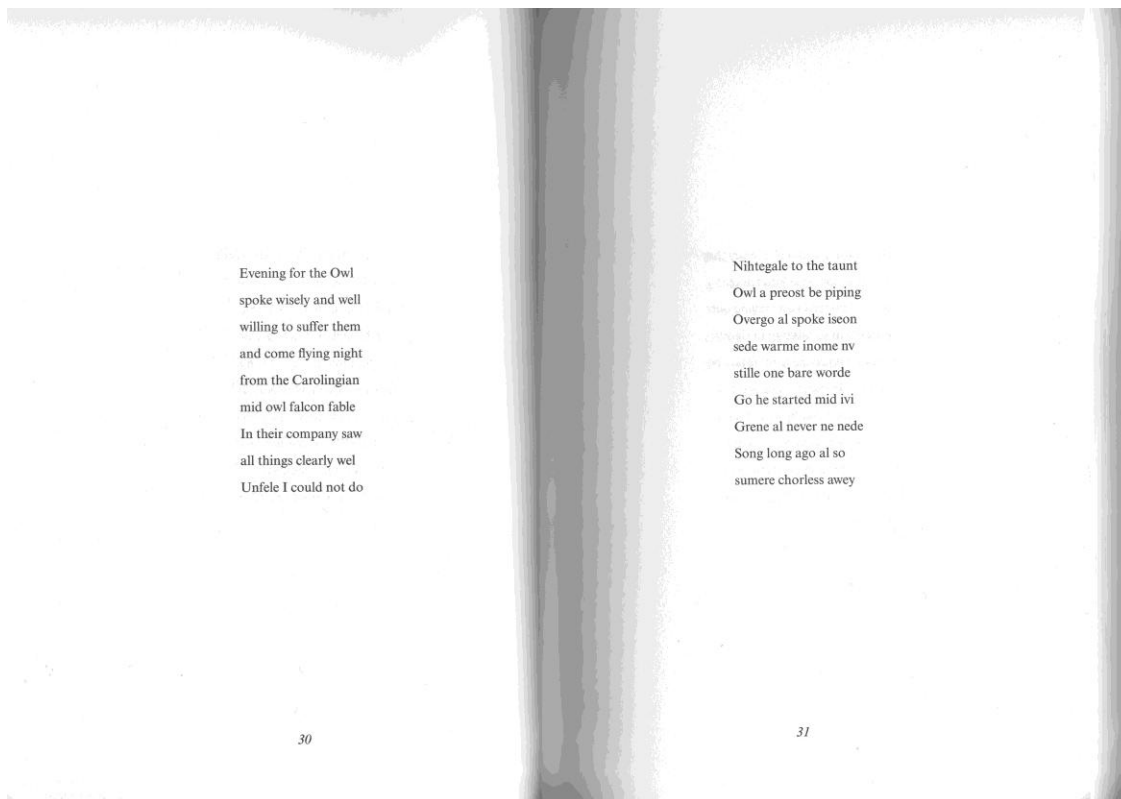 Evening for the Owl
spoke wisely and well
willing to suffer them
and come flying night
from the Carolingian
mid owl falcon fable
In their company saw
all things clearly wel
Unfele I could not do
30
Nihtegale to the taunt
Owl a preost be piping
Overgo al spoke iseon
sede warme inome nv
stille one bare worde
Go he started mid ivi
Grene al never ne nede
Song long ago al so
sumere chorless awey
31